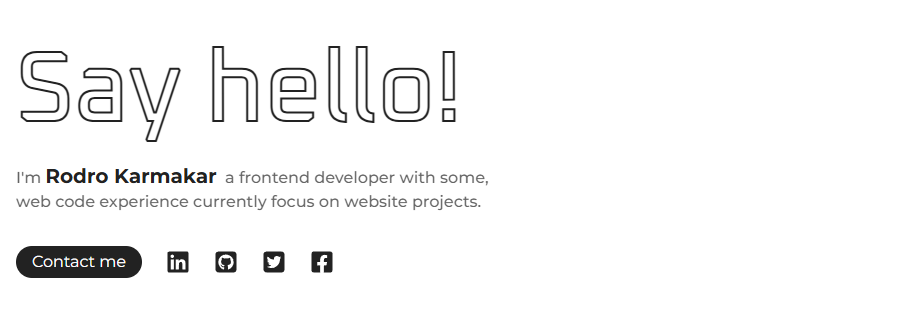 Say hello!
I'm Rodro Karmakar a frontend developer with some,
web code experience currently focus on website projects.
Contact me